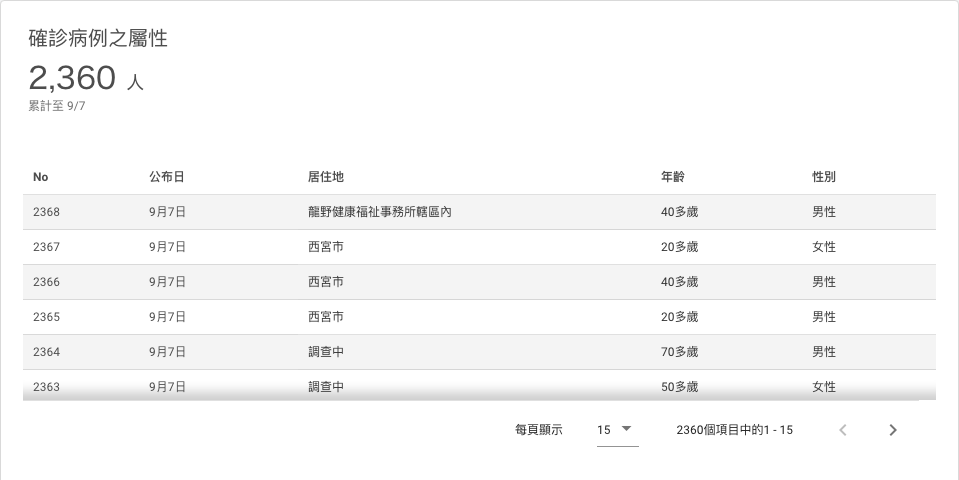 確診病例之屬性
2,360 人
累計至 9/7
No 公布日 居住地 年齡 性別
2368 9月7日 龍野健康福祉事務所轄區內 40多歲 男性
2367 9月7日 西宮市 20多歲 女性
2366 9月7日 西宮市 40多歲 男性
2365 9月7日 西宮市 20多歲 男性
2364 9月7日 調查中 70多歲 男性
2363 9月7日 調查中 50多歲 女性
每頁顯示 15 2360個項目中的1 - 15